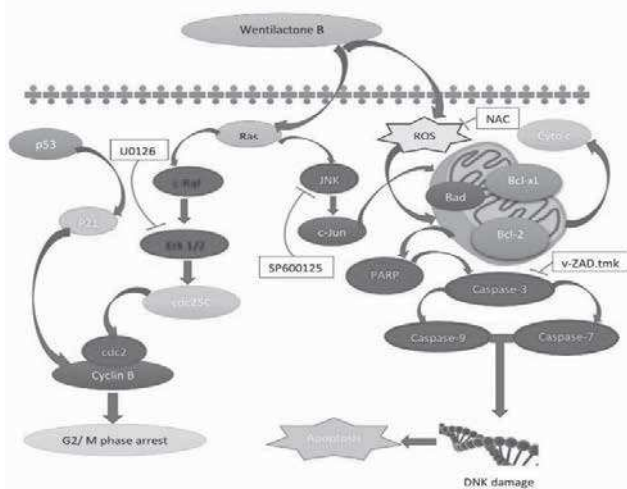 Wentilactone B
NAC
U0126
Ras
ROS
Cyto c
p53
c-Raf
JNK
Bcl-xl
Bad
P21
c-Jun
Bcl-2
Erk 1/2
SP600125
PARP
v-ZAD.tmk
cdc25c
Caspase-3
cdc2
Caspase-9
Caspase-7
Cyclin B
G2/ M phase arrest
Apoptosis
DNK damage